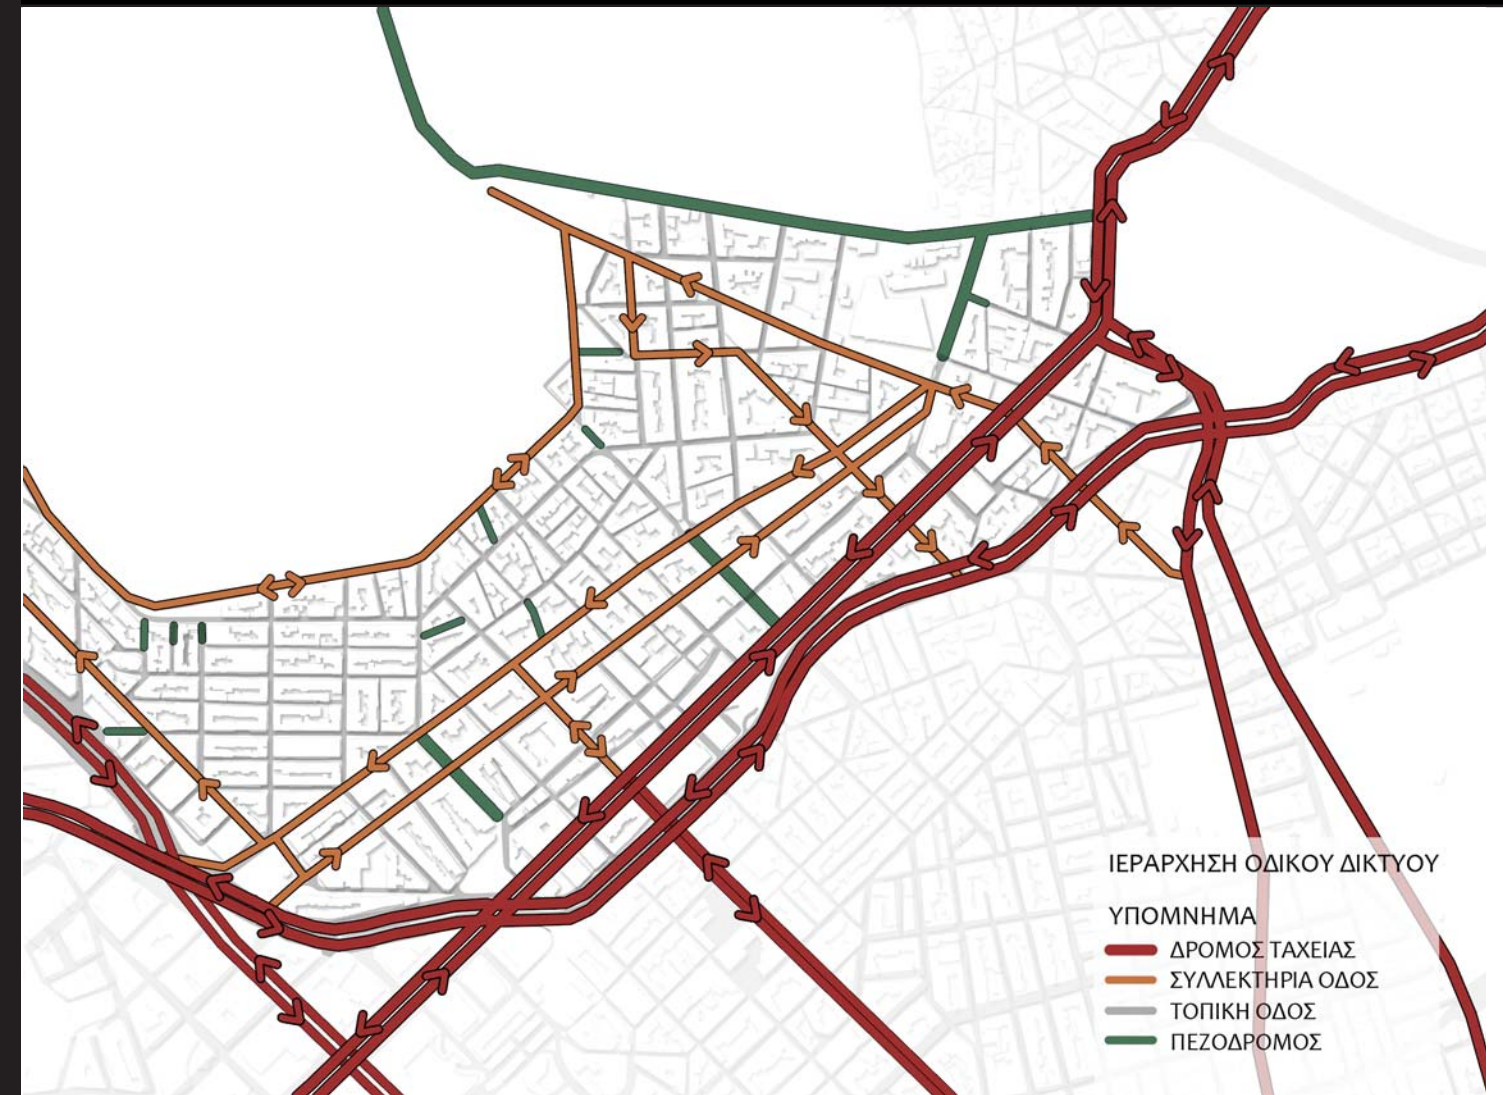 ΙΕΡΑΡΧΗΣΗ ΟΔΙΚΟΥ ΔΙΚΤΥΟΥ
ΥΠΟΜΝΗΜΑ
ΔΡΟΜΟΣ ΤΑΧΕΙΑΣ
ΣΥΛΛΕΚΤΗΡΙΑ ΟΔΟΣ
ΤΟΠΙΚΗ ΟΔΟΣ
ΠΕΖΟΔΡΟΜΟΣ